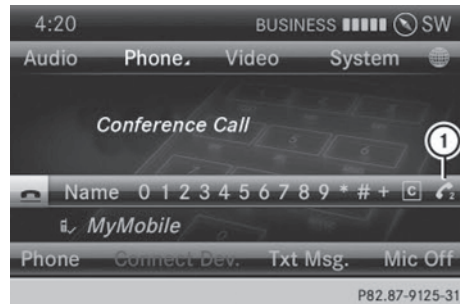 4:20 BUSINESS SW
Audio Phone Video System
Conference Call
1
Name 0 1 2 3 4 5 6 7 8 9 * # + C 2
MyMobile
Phone Connect Dev. Txt Msg. Mic Off
P82.87-9125-31